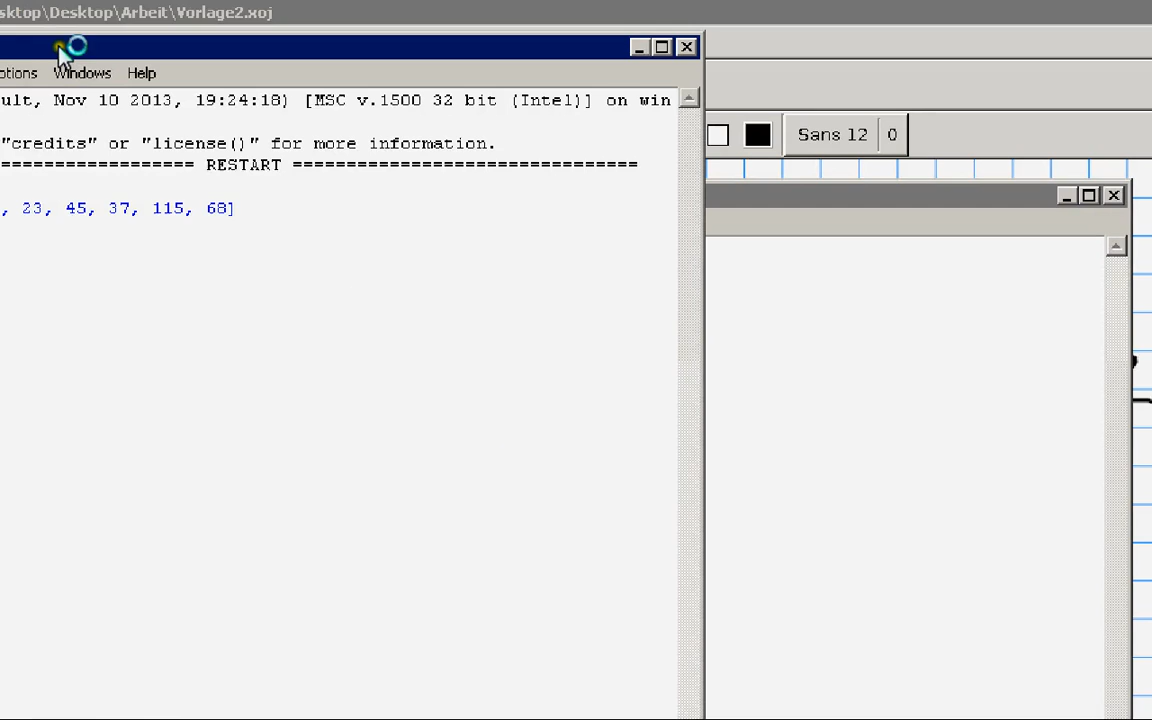 sktop\Desktop\Arbeit\Vorlage2.xoj
otions Windows Help
ult, Nov 10 2013, 19:24:18) [MSC v.1500 32 bit (Intel)] on win
"credits" or "license()" for more information.
================== RESTART ================================
, 23, 45, 37, 115, 68]
Sans 12 0